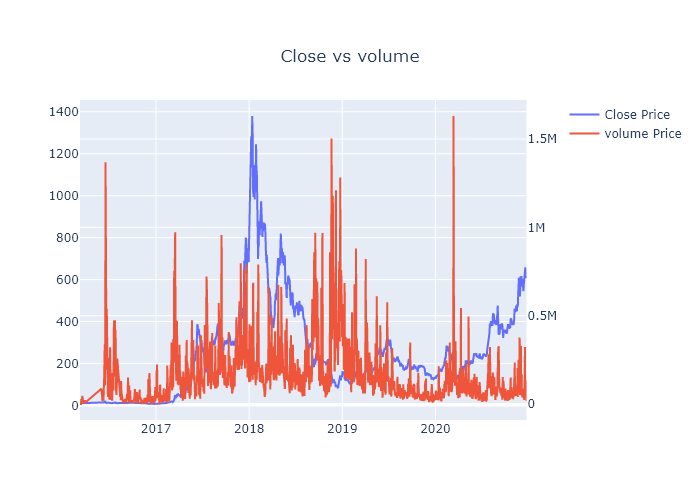 Close vs volume
1400
1200
1000
800
600
400
200
0
1.5M
1M
0.5M
0
2017
2018
2019
2020
Close Price
volume Price